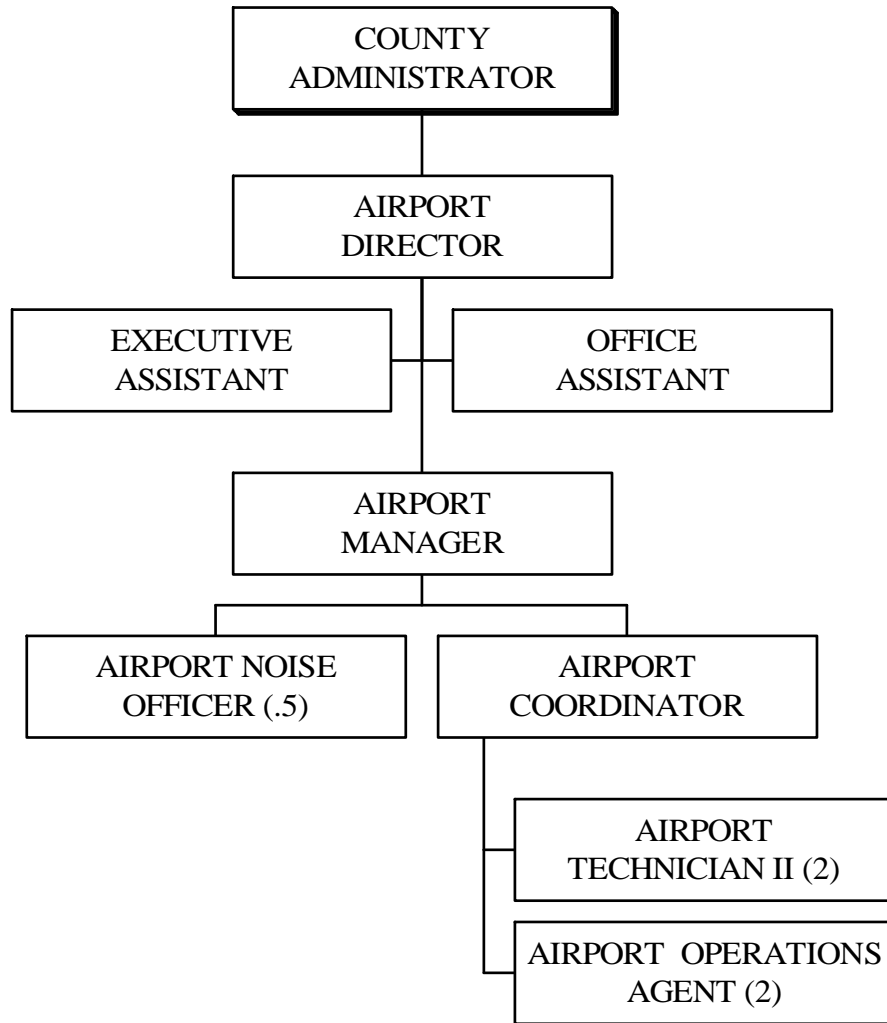 COUNTY
ADMINISTRATOR
AIRPORT
DIRECTOR
EXECUTIVE
ASSISTANT
OFFICE
ASSISTANT
AIRPORT
MANAGER
AIRPORT NOISE
OFFICER (.5)
AIRPORT
COORDINATOR
AIRPORT
TECHNICIAN II (2)
AIRPORT OPERATIONS
AGENT (2)